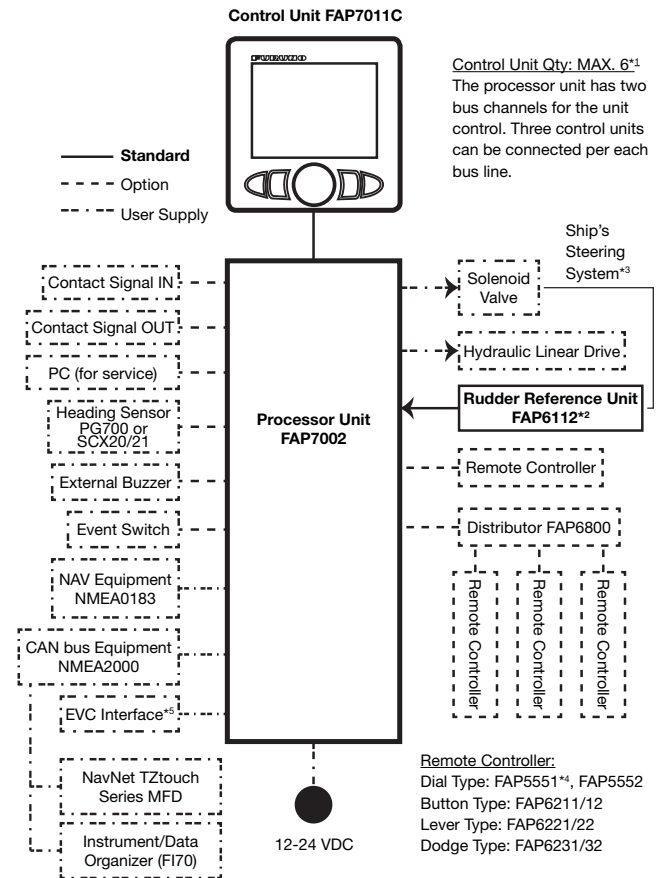 Control Unit FAP7011C
FURUNO
Control Unit Qty: MAX. 6*1
The processor unit has two
bus channels for the unit
control. Three control units
can be connected per each
bus line.
Standard
Option
User Supply
Ship's
Steering
System*3
Contact Signal IN
Contact Signal OUT
PC (for service)
Heading Sensor
PG700 or
SCX20/21
External Buzzer
Event Switch
NAV Equipment
NMEA0183
CAN bus Equipment
NMEA2000
EVC Interface*5
NavNet TZtouch
Series MFD
Instrument/Data
Organizer (FI70)
Processor Unit
FAP7002
12-24 VDC
Solenoid
Valve
Hydraulic Linear Drive
Rudder Reference Unit
FAP6112*2
Remote Controller
Distributor FAP6800
Remote Controller
Remote Controller
Remote Controller
Remote Controller:
Dial Type: FAP5551*4, FAP5552
Button Type: FAP6211/12
Lever Type: FAP6221/22
Dodge Type: FAP6231/32